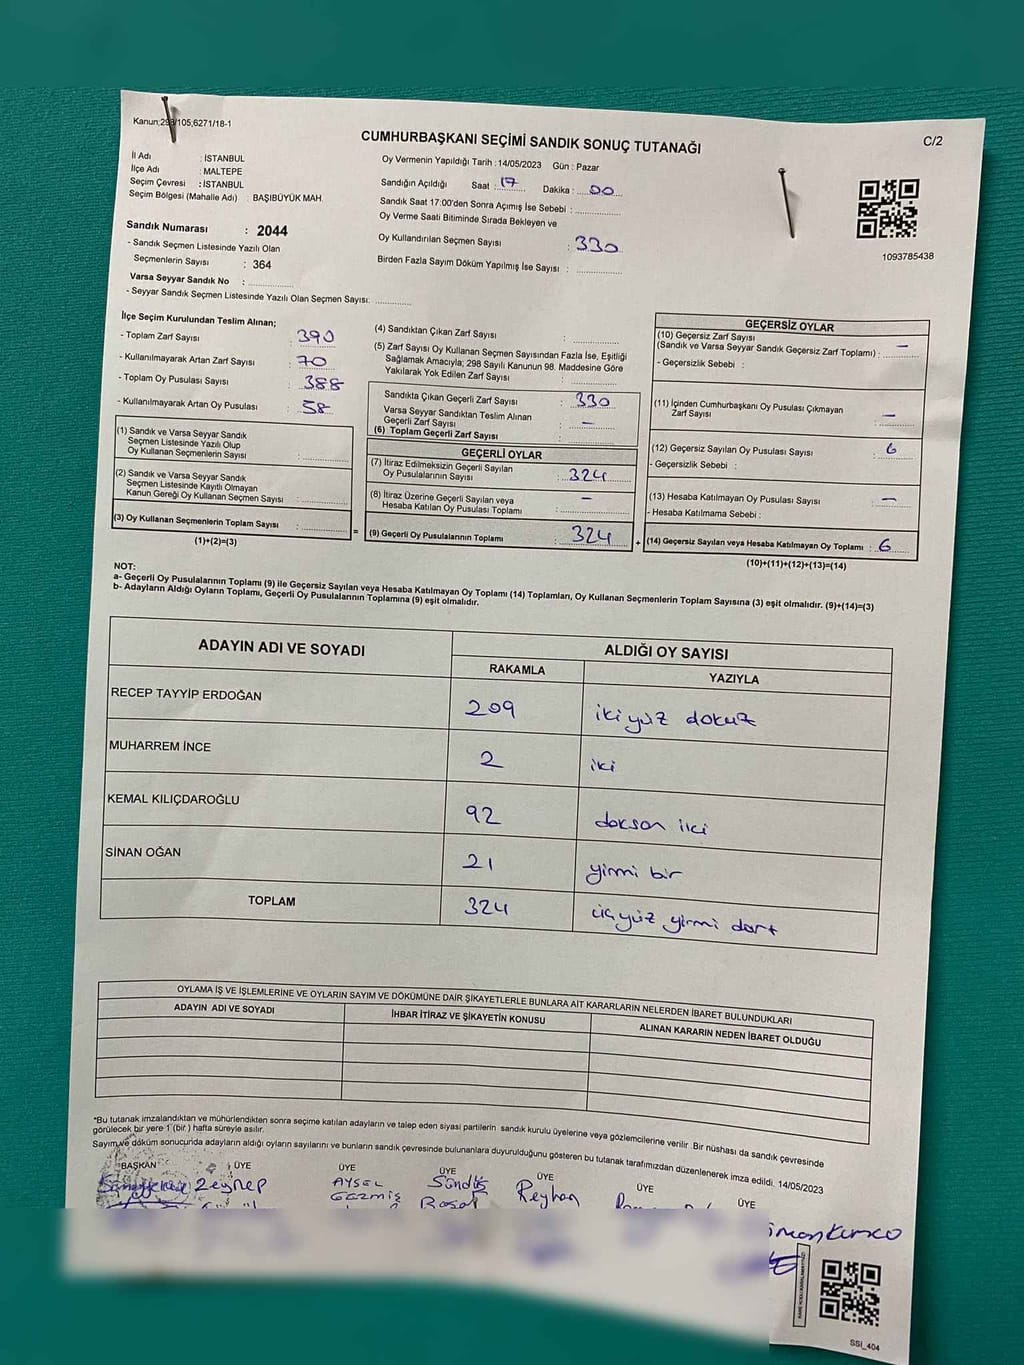 Kanun;298/105,6271/18-1
C/2
CUMHURBAŞKANI SEÇİMİ SANDIK SONUÇ TUTANAĞI
İl Adı : İSTANBUL
İlçe Adı : MALTEPE
Seçim Çevresi : İSTANBUL
Seçim Bölgesi (Mahalle Adı) : BAŞIBÜYÜK MAH.
Sandık Numarası : 2044
- Sandık Seçmen Listesinde Yazılı Olan
Seçmenlerin Sayısı : 364
Varsa Seyyar Sandık No :
- Seyyar Sandık Seçmen Listesinde Yazılı Olan Seçmen Sayısı:
Oy Vermenin Yapıldığı Tarih : 14/05/2023 Gün : Pazar
Sandığın Açıldığı Saat : 17 Dakika : 00
Sandık Saat 17:00'den Sonra Açımış İse Sebebi :
Oy Verme Saati Bitiminde Sırada Bekleyen ve
Oy Kullandırılan Seçmen Sayısı : 330
Birden Fazla Sayım Döküm Yapılmış İse Sayısı :
1093785438
İlçe Seçim Kurulundan Teslim Alınan;
- Toplam Zarf Sayısı : 390
- Kullanılmayarak Artan Zarf Sayısı : 70
- Toplam Oy Pusulası Sayısı : 388
- Kullanılmayarak Artan Oy Pusulası : 58
(1) Sandık ve Varsa Seyyar Sandık
Seçmen Listesinde Yazılı Olup
Oy Kullanan Seçmenlerin Sayısı :
(2) Sandık ve Varsa Seyyar Sandık
Seçmen Listesinde Kayıtlı Olmayan
Kanun Gereği Oy Kullanan Seçmen Sayısı :
(3) Oy Kullanan Seçmenlerin Toplam Sayısı : =
(1)+(2)=(3)
(4) Sandıktan Çıkan Zarf Sayısı :
(5) Zarf Sayısı Oy Kullanan Seçmen Sayısından Fazla İse, Eşitliği
Sağlamak Amacıyla; 298 Sayılı Kanunun 98. Maddesine Göre
Yakılarak Yok Edilen Zarf Sayısı :
Sandıkta Çıkan Geçerli Zarf Sayısı : 330
Varsa Seyyar Sandıktan Teslim Alınan
Geçerli Zarf Sayısı : -
(6) Toplam Geçerli Zarf Sayısı :
GEÇERLİ OYLAR
(7) İtiraz Edilmeksizin Geçerli Sayılan
Oy Pusulalarının Sayısı : 324
(8) İtiraz Üzerine Geçerli Sayılan veya
Hesaba Katılan Oy Pusulası Toplamı : -
(9) Geçerli Oy Pusulalarının Toplamı : 324 +
GEÇERSİZ OYLAR
(10) Geçersiz Zarf Sayısı
(Sandık ve Varsa Seyyar Sandık Geçersiz Zarf Toplamı) : -
- Geçersizlik Sebebi :
(11) İçinden Cumhurbaşkanı Oy Pusulası Çıkmayan
Zarf Sayısı : -
(12) Geçersiz Sayılan Oy Pusulası Sayısı : 6
- Geçersizlik Sebebi :
(13) Hesaba Katılmayan Oy Pusulası Sayısı : -
- Hesaba Katılmama Sebebi :
(14) Geçersiz Sayılan veya Hesaba Katılmayan Oy Toplamı : 6
(10)+(11)+(12)+(13)=(14)
NOT:
a- Geçerli Oy Pusulalarının Toplamı (9) ile Geçersiz Sayılan veya Hesaba Katılmayan Oy Toplamı (14) Toplamları, Oy Kullanan Seçmenlerin Toplam Sayısına (3) eşit olmalıdır. (9)+(14)=(3)
b- Adayların Aldığı Oyların Toplamı, Geçerli Oy Pusulalarının Toplamına (9) eşit olmalıdır.
ADAYIN ADI VE SOYADI ALDIĞI OY SAYISI
RAKAMLA YAZIYLA
RECEP TAYYİP ERDOĞAN 209 iki yüz dokuz
MUHARREM İNCE 2 iki
KEMAL KILIÇDAROĞLU 92 doksan iki
SİNAN OĞAN 21 yirmi bir
TOPLAM 324 üçyüz yirmi dört
OYLAMA İŞ VE İŞLEMLERİNE VE OYLARIN SAYIM VE DÖKÜMÜNE DAİR ŞİKAYETLERLE BUNLARA AİT KARARLARIN NELERDEN İBARET BULUNDUKLARI
ADAYIN ADI VE SOYADI İHBAR İTİRAZ VE ŞİKAYETİN KONUSU ALINAN KARARIN NEDEN İBARET OLDUĞU
*Bu tutanak imzalandıktan ve mühürlendikten sonra seçime katılan adayların ve talep eden siyasi partilerin sandık kurulu üyelerine veya gözlemcilerine verilir .Bir nüshası da sandık çevresinde
görülecek bir yere 1 (bir ) hafta süreyle asılır.
Sayım ve döküm sonucunda adayların aldığı oyların sayılarını ve bunların sandık çevresinde bulunanlara duyurulduğunu gösteren bu tutanak tarafımızdan düzenlenerek imza edildi. 14/05/2023
BAŞKAN ÜYE ÜYE ÜYE ÜYE ÜYE ÜYE
Zeynep AYSEL Sündüs Reyhan
GEZMİŞ
SSİ_404